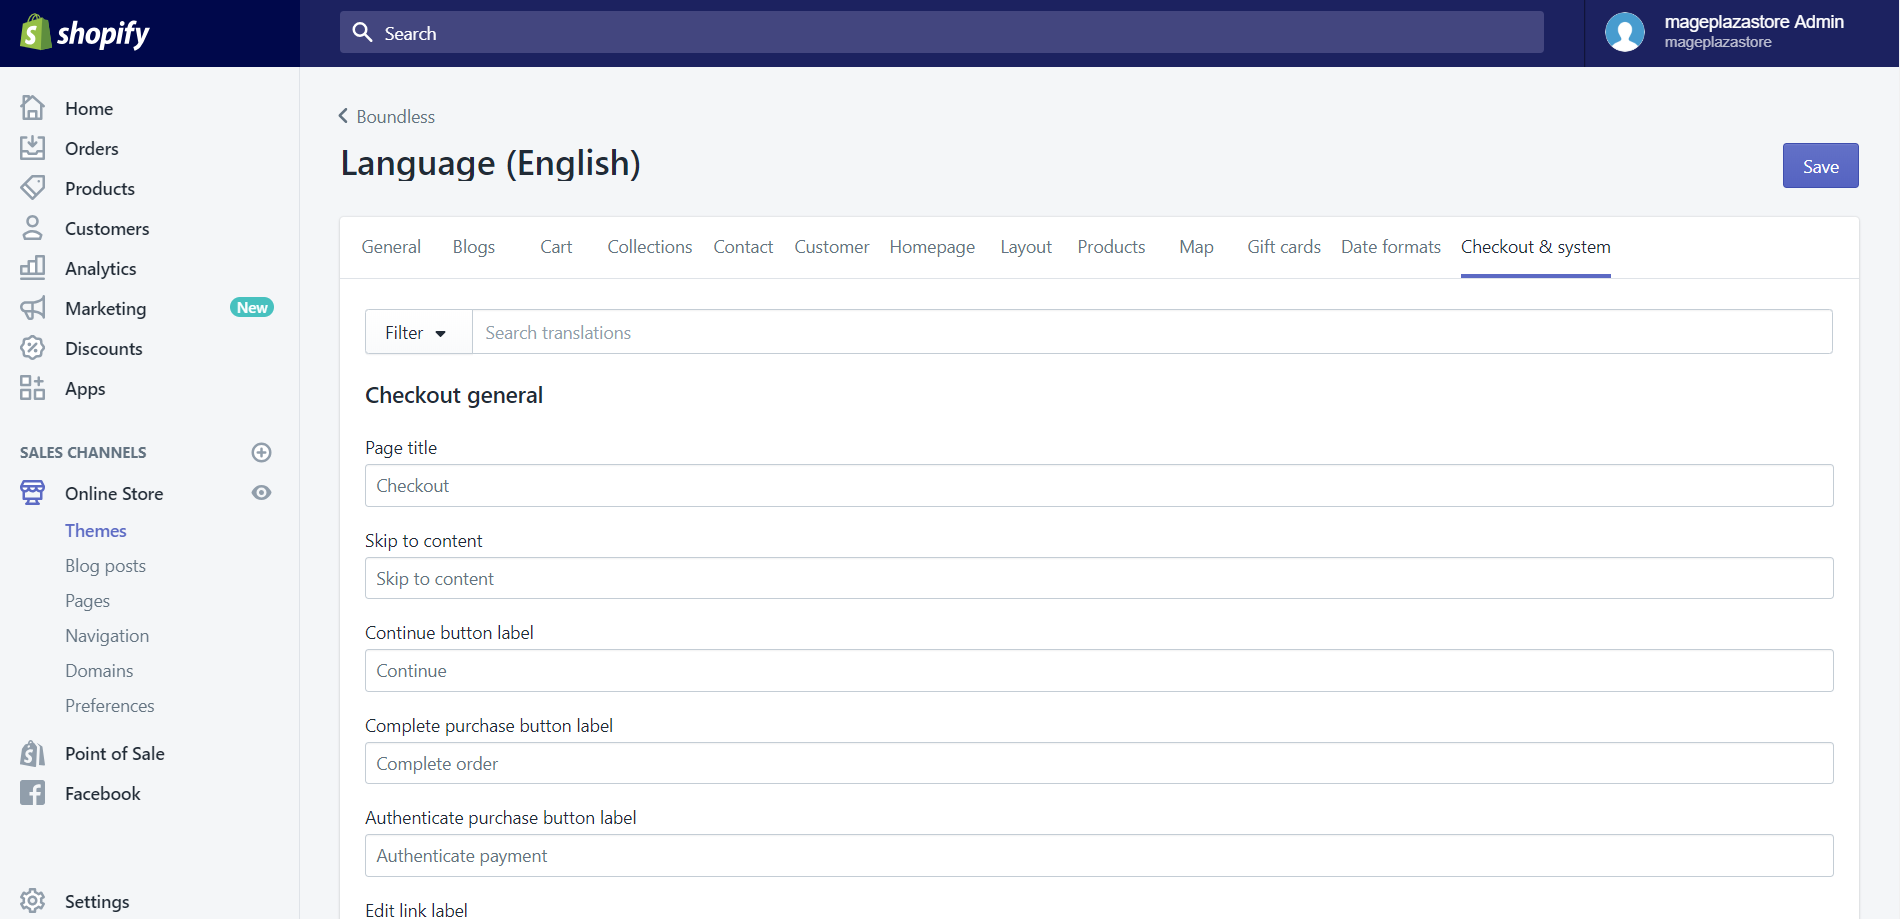 shopify
Search
mageplazastore Admin
mageplazastore
Home
Orders
Products
Customers
Analytics
Marketing New
Discounts
Apps
SALES CHANNELS
Online Store
Themes
Blog posts
Pages
Navigation
Domains
Preferences
Point of Sale
Facebook
Settings
Boundless
Language (English)
Save
General Blogs Cart Collections Contact Customer Homepage Layout Products Map Gift cards Date formats Checkout & system
Filter Search translations
Checkout general
Page title
Checkout
Skip to content
Skip to content
Continue button label
Continue
Complete purchase button label
Complete order
Authenticate purchase button label
Authenticate payment
Edit link label